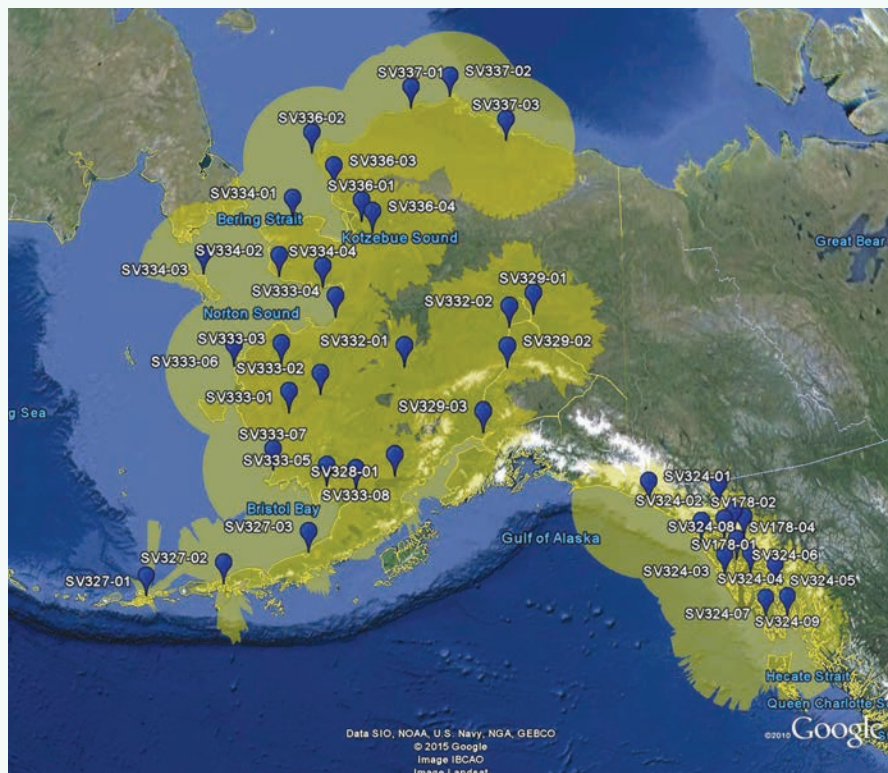 SV337-01
SV337-02
SV337-03
SV336-02
SV336-03
SV336-01
SV334-01
SV336-04
Bering Strait
Kotzebue Sound
Great Bear
SV334-02
SV334-04
SV334-03
SV333-04
SV329-01
SV332-02
Norton Sound
SV333-03
SV332-01
SV329-02
SV333-06
SV333-02
SV333-01
SV329-03
g Sea
SV333-07
SV333-05
SV328-01
SV333-08
SV324-01
SV324-02
SV178-02
Bristol Bay
SV327-03
SV324-08
SV178-04
Gulf of Alaska
SV178-01
SV324-06
SV327-02
SV327-01
SV324-03
SV324-04
SV324-05
SV324-07
SV324-09
Hecate Strait
Queen Charlotte S
Data SIO, NOAA, U.S. Navy, NGA, GEBCO
© 2015 Google
Image IBCAO
Image Landsat
©2010 Google